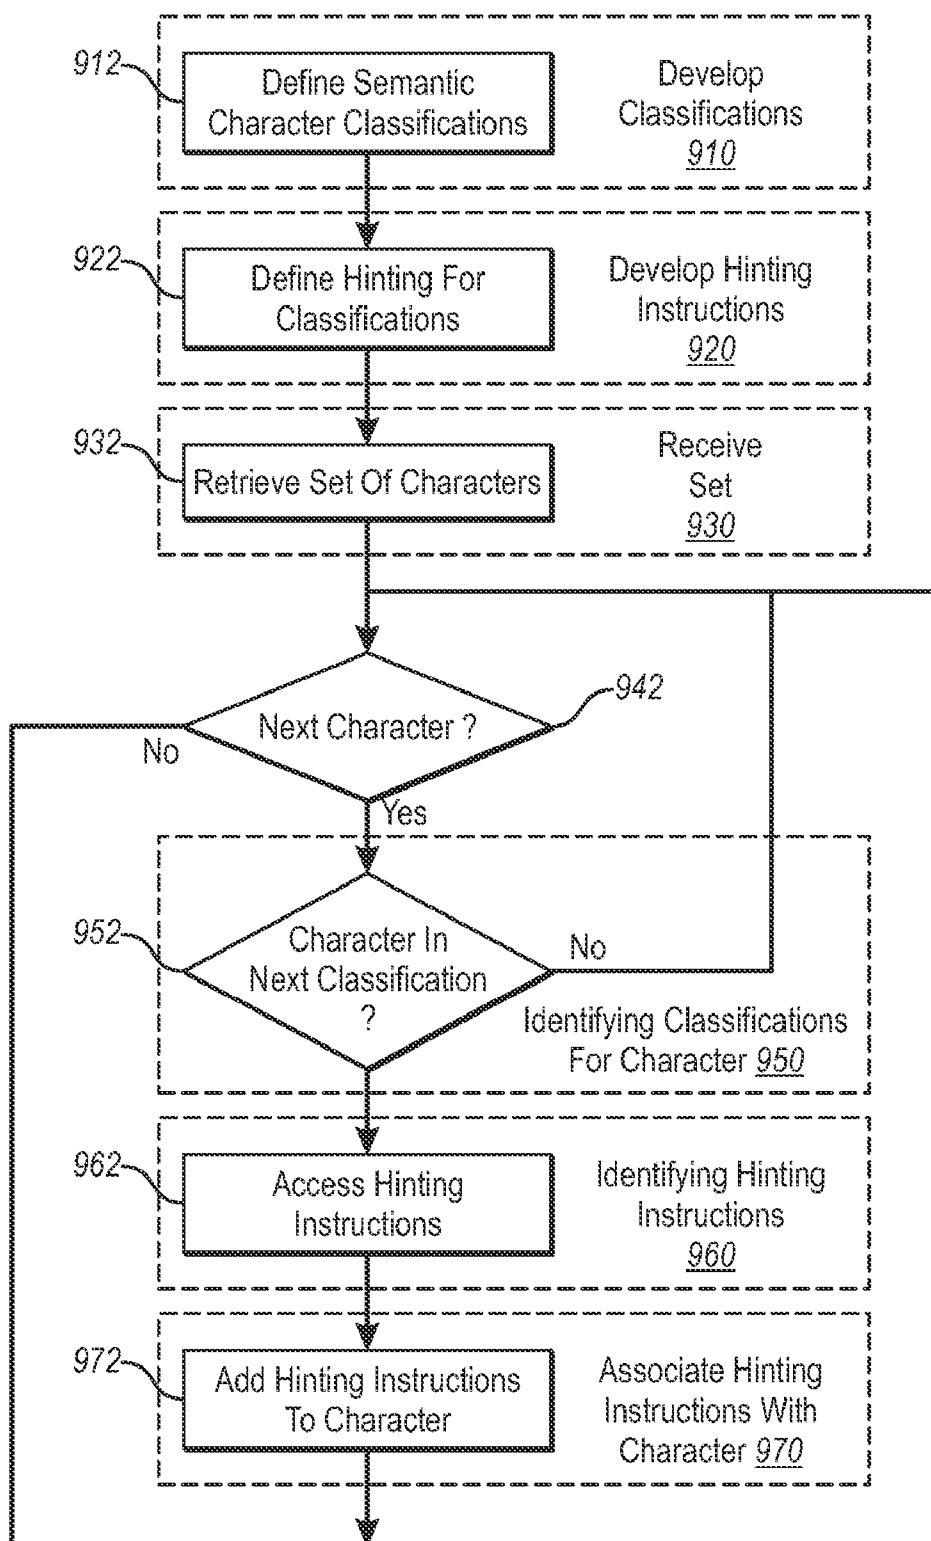 912
Define Semantic
Character Classifications
Develop
Classifications
910
922
Define Hinting For
Classifications
Develop Hinting
Instructions
920
932
Retrieve Set Of Characters
Receive
Set
930
Next Character ?
942
No
Yes
952
Character In
Next Classification
?
No
Identifying Classifications
For Character 950
962
Access Hinting
Instructions
Identifying Hinting
Instructions
960
972
Add Hinting Instructions
To Character
Associate Hinting
Instructions With
Character 970